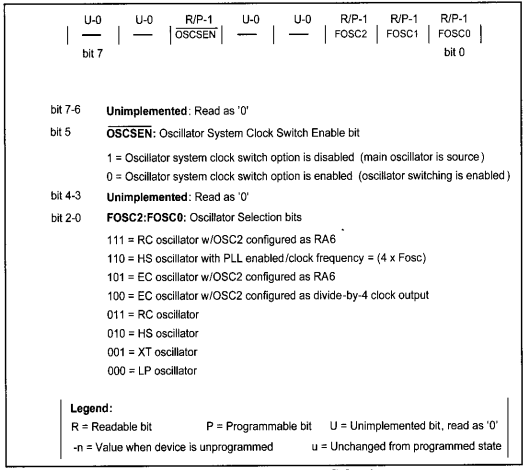 U-0 U-0 R/P-1 U-0 U-0 R/P-1 R/P-1 R/P-1
— — OSCSEN — — FOSC2 FOSC1 FOSC0
bit 7 bit 0
bit 7-6 Unimplemented: Read as '0'
bit 5 OSCSEN: Oscillator System Clock Switch Enable bit
1 = Oscillator system clock switch option is disabled (main oscillator is source)
0 = Oscillator system clock switch option is enabled (oscillator switching is enabled)
bit 4-3 Unimplemented: Read as '0'
bit 2-0 FOSC2:FOSC0: Oscillator Selection bits
111 = RC oscillator w/OSC2 configured as RA6
110 = HS oscillator with PLL enabled/clock frequency = (4 x Fosc)
101 = EC oscillator w/OSC2 configured as RA6
100 = EC oscillator w/OSC2 configured as divide-by-4 clock output
011 = RC oscillator
010 = HS oscillator
001 = XT oscillator
000 = LP oscillator
Legend:
R = Readable bit P = Programmable bit U = Unimplemented bit, read as '0'
-n = Value when device is unprogrammed u = Unchanged from programmed state